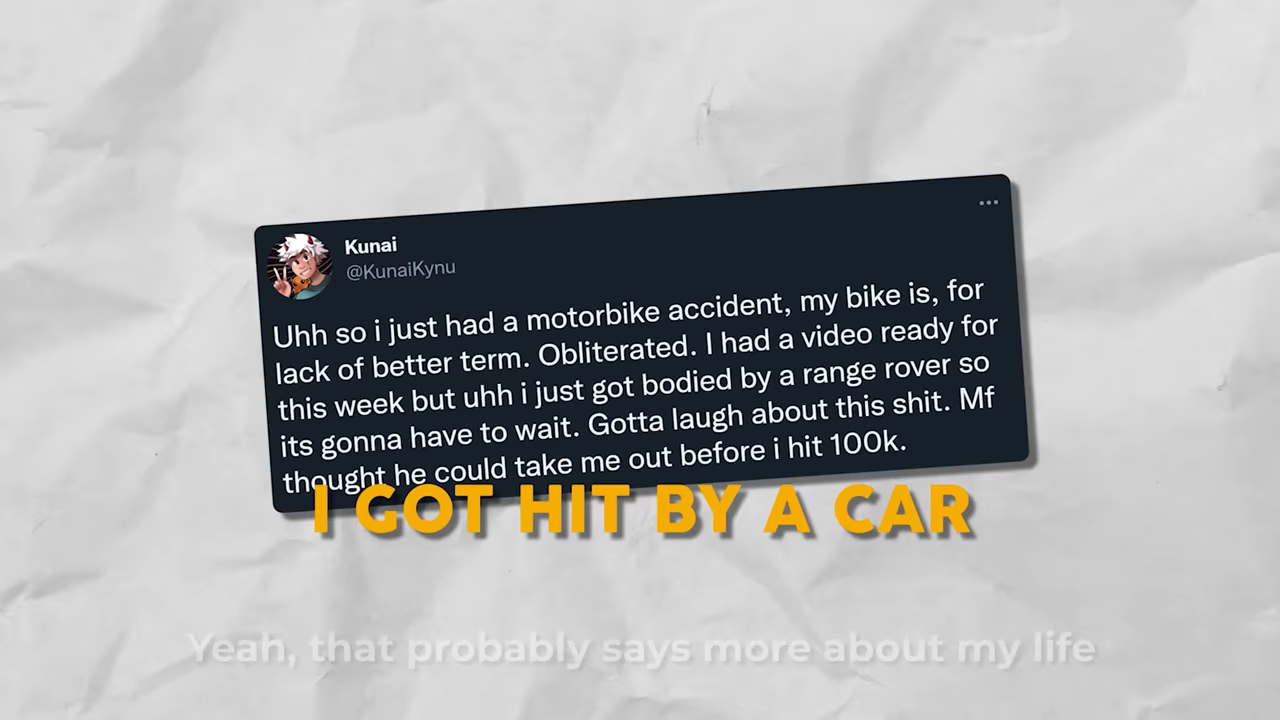 Kunai
@KunaiKynu
Uhh so i just had a motorbike accident, my bike is, for
lack of better term. Obliterated. I had a video ready for
this week but uhh i just got bodied by a range rover so
its gonna have to wait. Gotta laugh about this shit. Mf
thought he could take me out before i hit 100k.
I GOT HIT BY A CAR
Yeah, that probably says more about my life